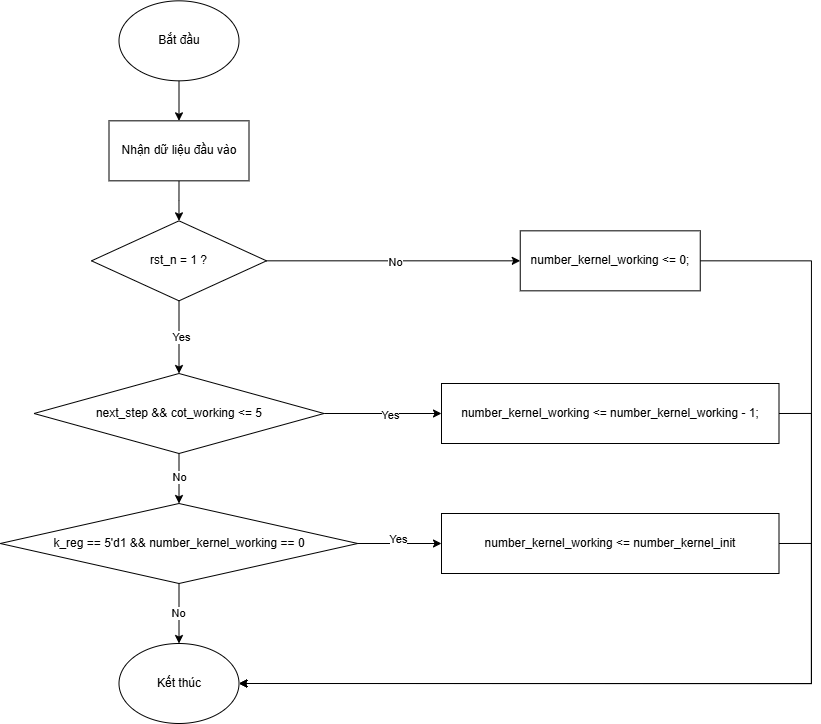 Bắt đầu
Nhận dữ liệu đầu vào
rst_n = 1 ?
No
number_kernel_working <= 0;
Yes
next_step && cot_working <= 5
Yes
number_kernel_working <= number_kernel_working - 1;
No
k_reg == 5'd1 && number_kernel_working == 0
Yes
number_kernel_working <= number_kernel_init
No
Kết thúc